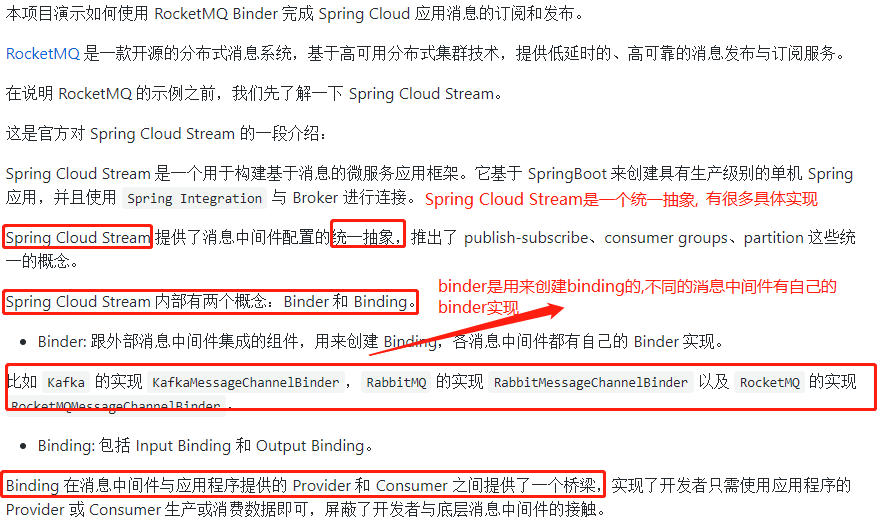 本项目演示如何使用 RocketMQ Binder 完成 Spring Cloud 应用消息的订阅和发布。
RocketMQ 是一款开源的分布式消息系统，基于高可用分布式集群技术，提供低延时的、高可靠的消息发布与订阅服务。
在说明 RocketMQ 的示例之前，我们先了解一下 Spring Cloud Stream。
这是官方对 Spring Cloud Stream 的一段介绍：
Spring Cloud Stream 是一个用于构建基于消息的微服务应用框架。它基于 SpringBoot 来创建具有生产级别的单机 Spring
应用，并且使用 Spring Integration 与 Broker 进行连接。
Spring Cloud Stream是一个统一抽象, 有很多具体实现
Spring Cloud Stream 提供了消息中间件配置的统一抽象，推出了 publish-subscribe、consumer groups、partition 这些统
一的概念。
binder是用来创建binding的,不同的消息中间件有自己的
binder实现
Spring Cloud Stream 内部有两个概念：Binder 和 Binding。
• Binder: 跟外部消息中间件集成的组件，用来创建 Binding，各消息中间件都有自己的 Binder 实现。
比如 Kafka 的实现 KafkaMessageChannelBinder ， RabbitMQ 的实现 RabbitMessageChannelBinder 以及 RocketMQ 的实现
RocketMQMessageChannelBinder 。
• Binding: 包括 Input Binding 和 Output Binding。
Binding 在消息中间件与应用程序提供的 Provider 和 Consumer 之间提供了一个桥梁，实现了开发者只需使用应用程序的
Provider 或 Consumer 生产或消费数据即可，屏蔽了开发者与底层消息中间件的接触。